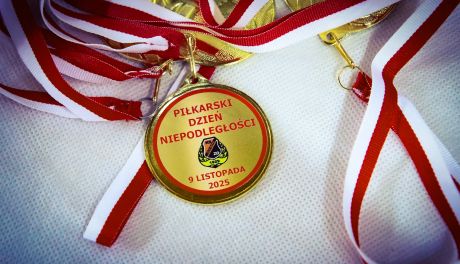 PIŁKARSKI
DZIEŃ
NIEPODLEGŁOŚCI
9 LISTOPADA
2025